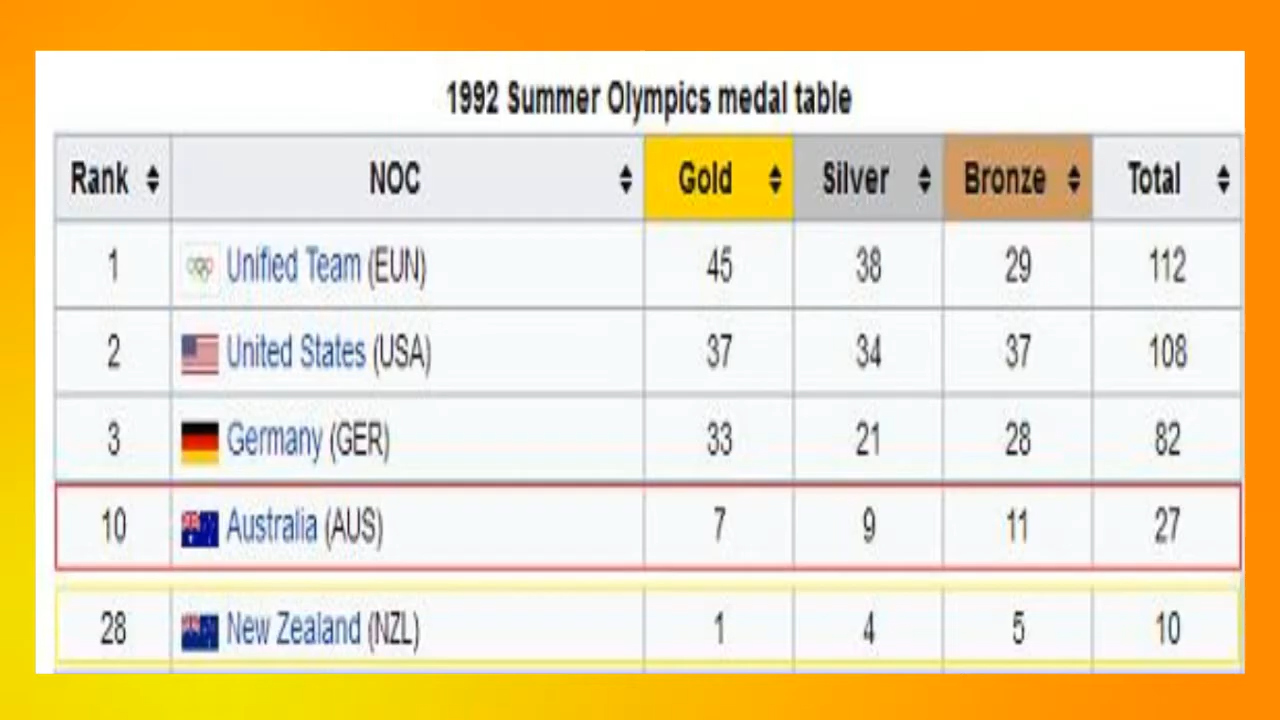 1992 Summer Olympics medal table
Rank NOC Gold Silver Bronze Total
1 Unified Team (EUN) 45 38 29 112
2 United States (USA) 37 34 37 108
3 Germany (GER) 33 21 28 82
10 Australia (AUS) 7 9 11 27
28 New Zealand (NZL) 1 4 5 10